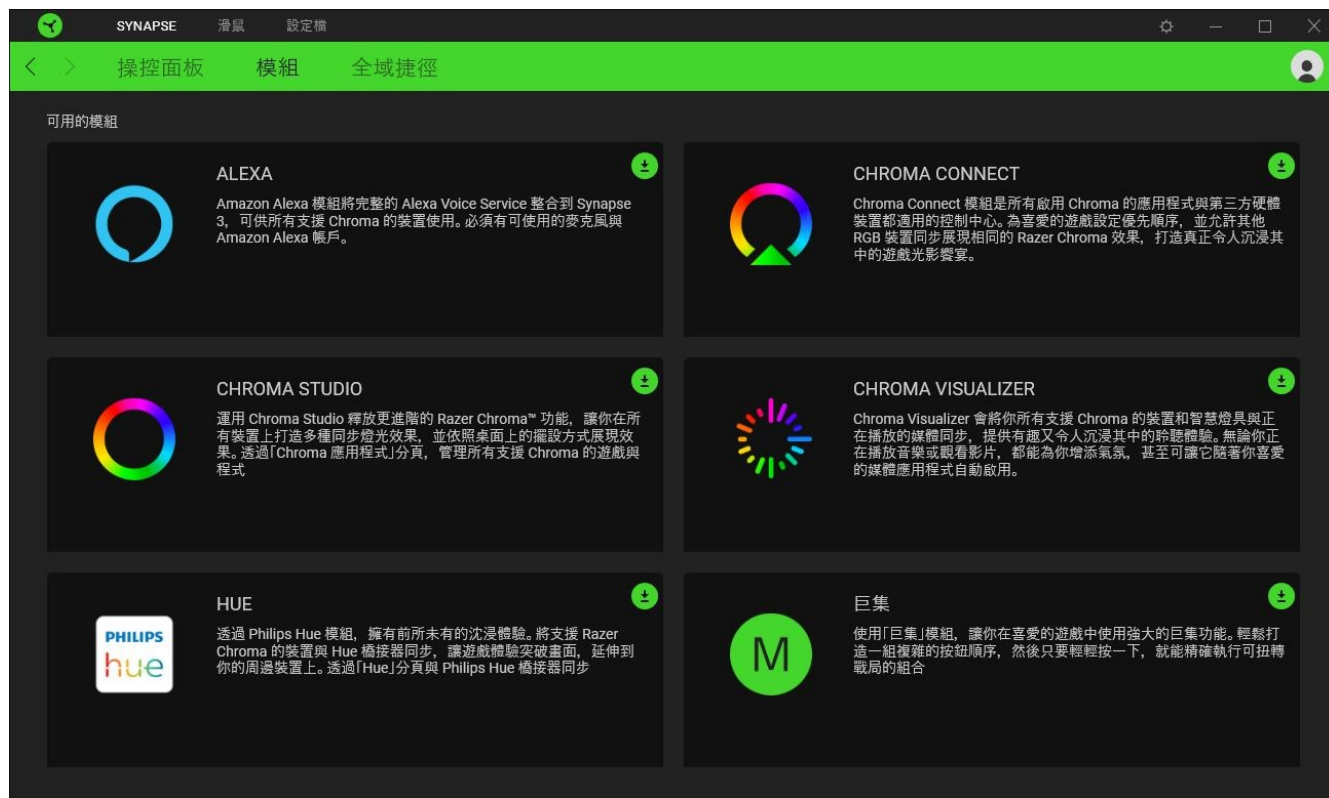 SYNAPSE 滑鼠 設定檔
操控面板 模組 全域捷徑
可用的模組
ALEXA
Amazon Alexa 模組將完整的 Alexa Voice Service 整合到 Synapse
3，可供所有支援 Chroma 的裝置使用。必須有可使用的麥克風與
Amazon Alexa 帳戶。
CHROMA CONNECT
Chroma Connect 模組是所有啟用 Chroma 的應用程式與第三方硬體
裝置都適用的控制中心。為喜愛的遊戲設定優先順序，並允許其他
RGB 裝置同步展現相同的 Razer Chroma 效果，打造真正令人沉浸其
中的遊戲光影饗宴。
CHROMA STUDIO
運用 Chroma Studio 釋放更進階的 Razer Chroma™ 功能，讓你在所
有裝置上打造多種同步燈光效果，並依照桌面上的擺設方式展現效
果。透過「Chroma 應用程式」分頁，管理所有支援 Chroma 的遊戲與
程式
CHROMA VISUALIZER
Chroma Visualizer 會將你所有支援 Chroma 的裝置和智慧燈具與正
在播放的媒體同步，提供有趣又令人沉浸其中的聆聽體驗。無論你正
在播放音樂或觀看影片，都能為你增添氣氛，甚至可讓它隨著你喜愛
的媒體應用程式自動啟用。
PHILIPS
hue
HUE
透過 Philips Hue 模組，擁有前所未有的沈浸體驗。將支援 Razer
Chroma 的裝置與 Hue 橋接器同步，讓遊戲體驗突破畫面，延伸到
你的周邊裝置上。透過「Hue」分頁與 Philips Hue 橋接器同步
M
巨集
使用「巨集」模組，讓你在喜愛的遊戲中使用強大的巨集功能。輕鬆打
造一組複雜的按鈕順序，然後只要輕輕按一下，就能精確執行可扭轉
戰局的組合